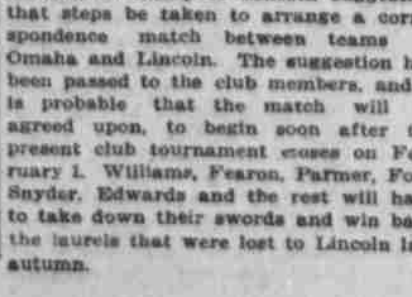 that steps be taken to arrange a cor
spondence match between teams
Omaha and Lincoln. The suggestion h
been passed to the club members, and
is probable that the match will
agreed upon, to begin soon after
present club tournament closes on Fe
ruary 1. Williams, Fearon, Parmer, Fo
Snyder, Edwards and the rest will ha
to take down their swords and win ba
the laurels that were lost to Lincoln la
autumn.